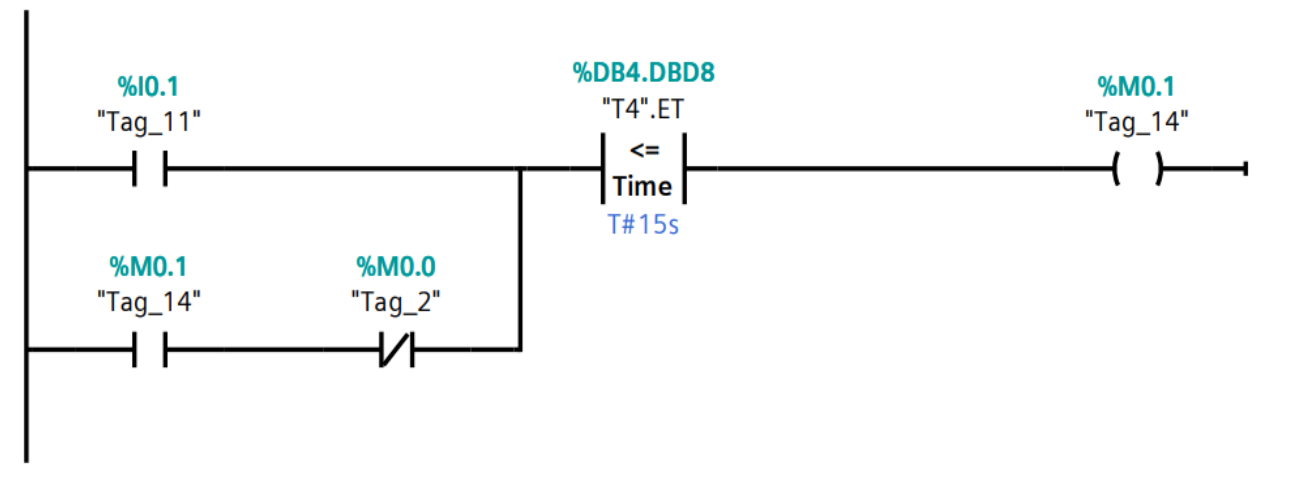 %DB4.DBD8
%I0.1
%M0.1
"Tag_11"
"T4".ET
"Tag_14"
<=
Time
T#15s
%M0.1
%M0.0
"Tag_14"
"Tag_2"